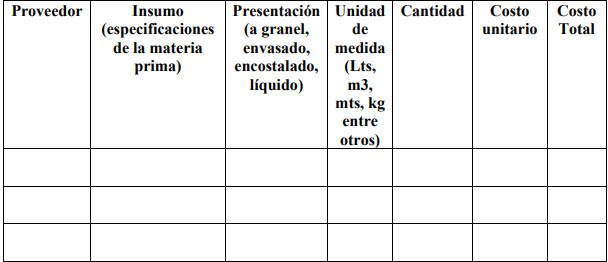 Proveedor
Insumo
(especificaciones
de la materia
prima)
Presentación
(a granel,
envasado,
encostalado,
líquido)
Unidad
de
medida
(Lts,
m3,
mts, kg
entre
otros)
Cantidad
Costo
unitario
Costo
Total